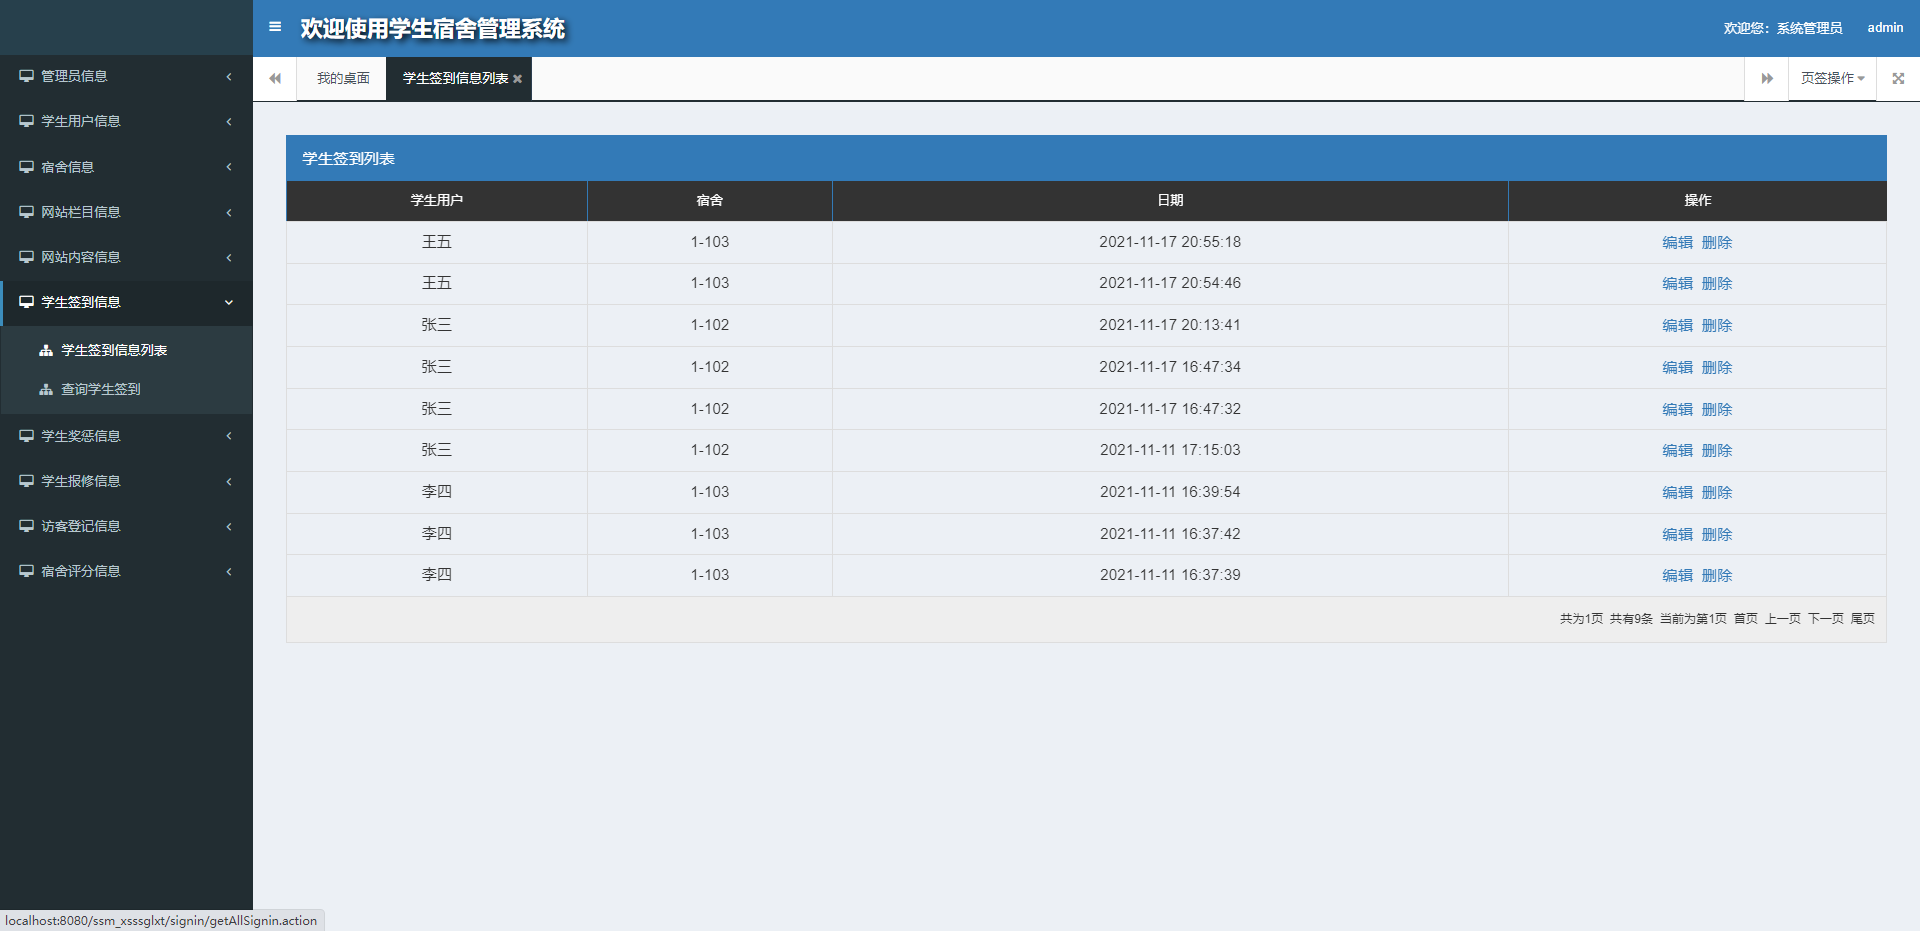 欢迎使用学生宿舍管理系统
欢迎您：系统管理员 admin
管理员信息
学生用户信息
宿舍信息
网站栏目信息
网站内容信息
学生签到信息
学生签到信息列表
查询学生签到
学生奖惩信息
学生报修信息
访客登记信息
宿舍评分信息
我的桌面 学生签到信息列表 页签操作
学生签到列表
学生用户 宿舍 日期 操作
王五 1-103 2021-11-17 20:55:18 编辑 删除
王五 1-103 2021-11-17 20:54:46 编辑 删除
张三 1-102 2021-11-17 20:13:41 编辑 删除
张三 1-102 2021-11-17 16:47:34 编辑 删除
张三 1-102 2021-11-17 16:47:32 编辑 删除
张三 1-102 2021-11-11 17:15:03 编辑 删除
李四 1-103 2021-11-11 16:39:54 编辑 删除
李四 1-103 2021-11-11 16:37:42 编辑 删除
李四 1-103 2021-11-11 16:37:39 编辑 删除
共为1页 共有9条 当前为第1页 首页 上一页 下一页 尾页
localhost:8080/ssm_xsssglxt/signin/getAllSignin.action